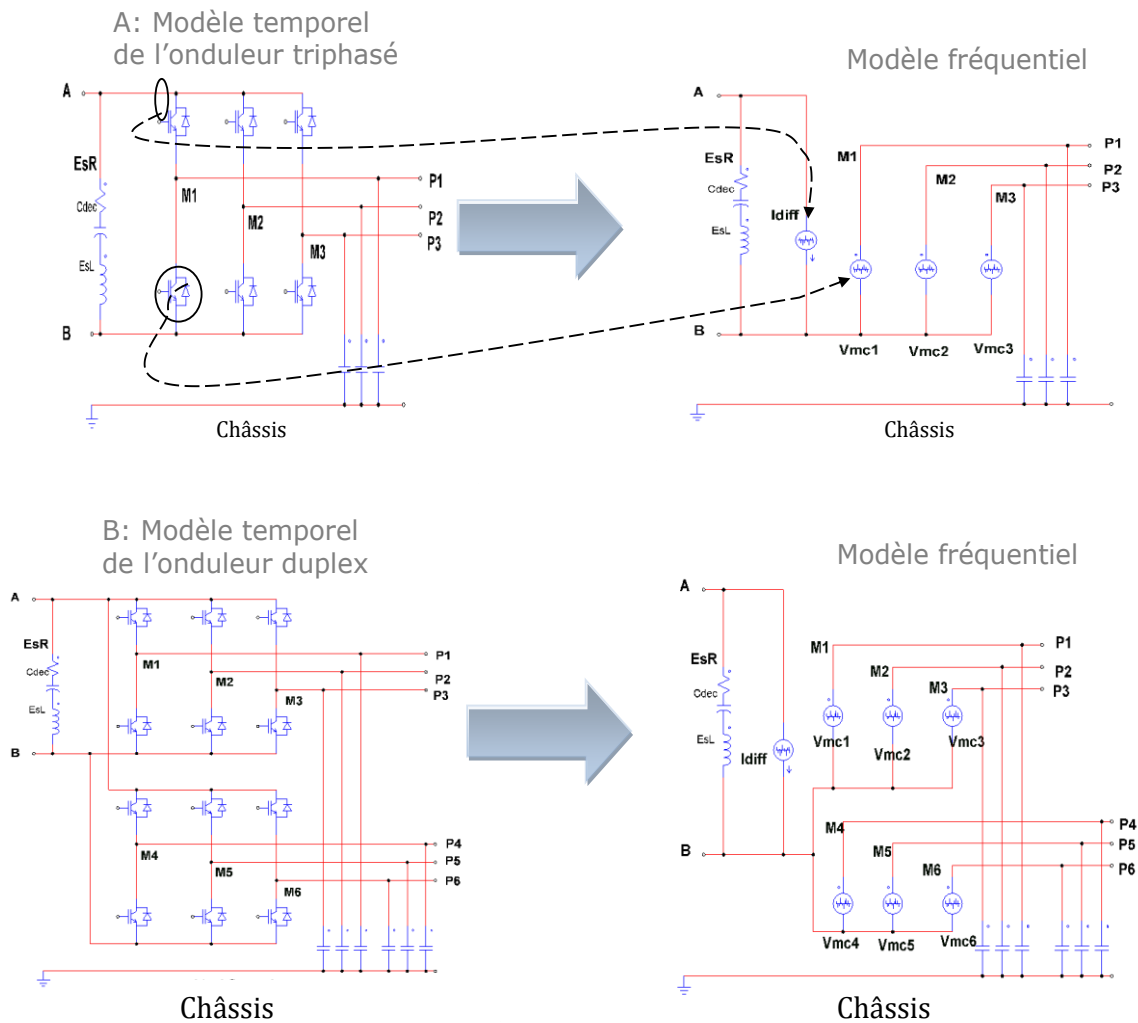 A: Modèle temporel
de l'onduleur triphasé
Modèle fréquentiel
A
EsR
Cdec
EsL
M1
M2
M3
P1
P2
P3
B
Châssis
A
EsR
Cdec
EsL
Idiff
M1
M2
M3
P1
P2
P3
B
Vmc1
Vmc2
Vmc3
Châssis
B: Modèle temporel
de l'onduleur duplex
Modèle fréquentiel
A
EsR
Cdec
EsL
B
M1
M2
M3
P1
P2
P3
M4
M5
M6
P4
P5
P6
Châssis
A
EsR
Cdec
EsL
Idiff
B
M1
M2
M3
P1
P2
P3
Vmc1
Vmc2
Vmc3
M4
M5
M6
P4
P5
P6
Vmc4
Vmc5
Vmc6
Châssis